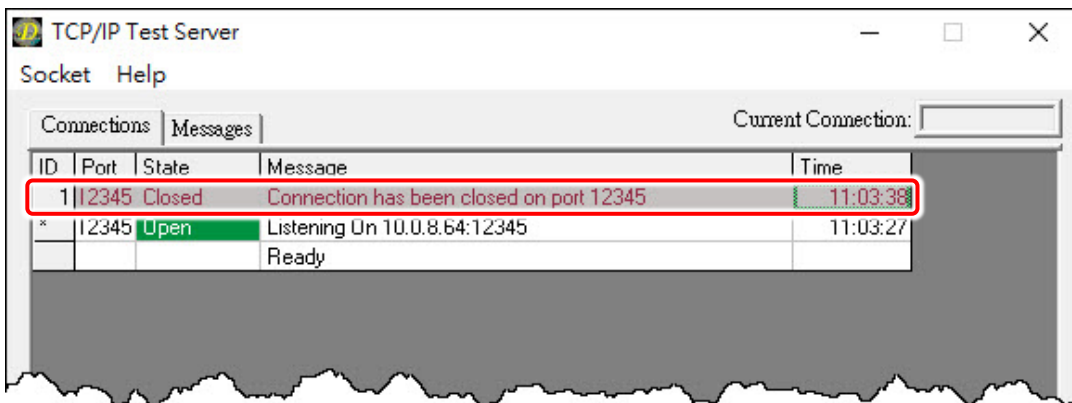 TCP/IP Test Server
Socket Help
Connections Messages Current Connection:
ID Port State Message Time
1 12345 Closed Connection has been closed on port 12345 11:03:38
* 12345 Open Listening On 10.0.8.64:12345 11:03:27
Ready